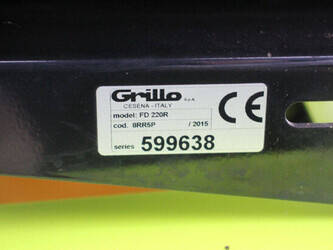 Grillo S.p.A.
CESENA - ITALY
model: FD 220R
cod. 8RR5P / 2015
series 599638
CE